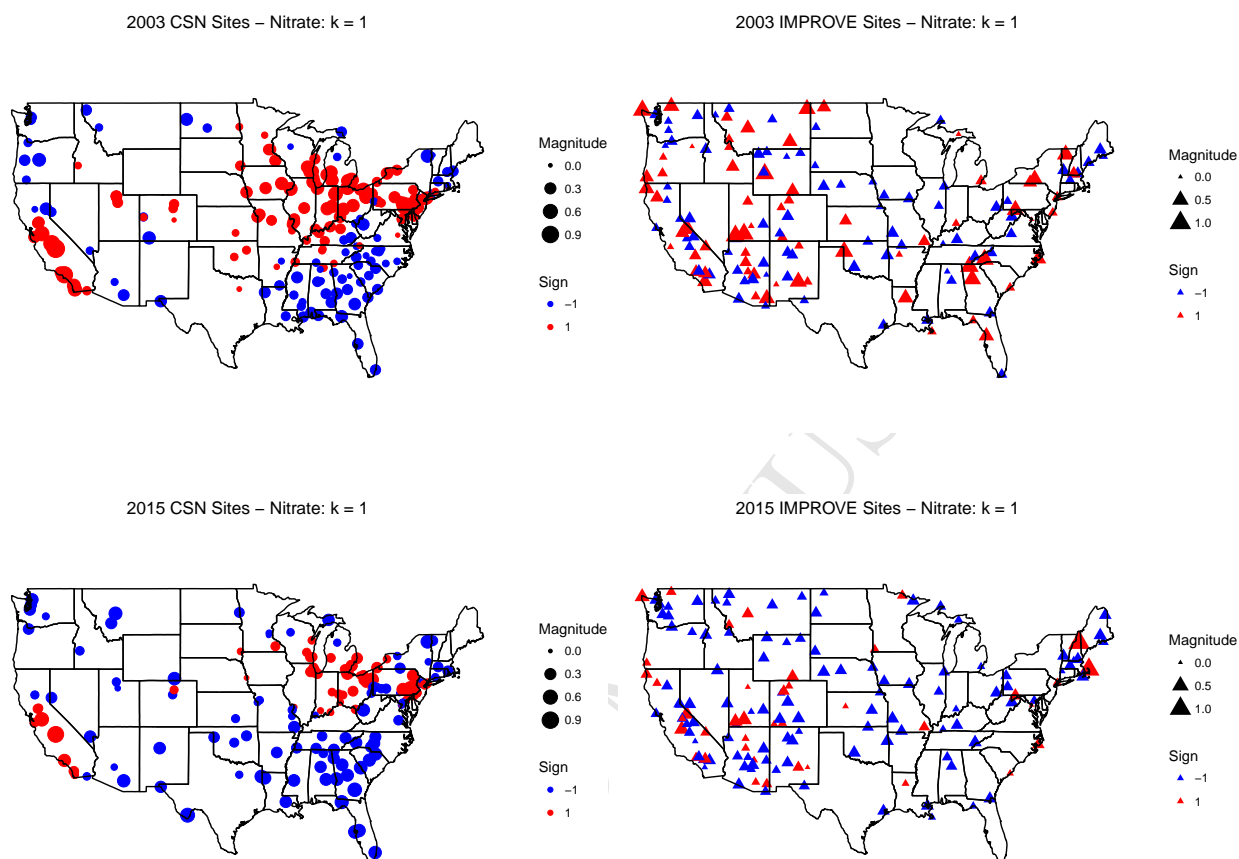 2003 CSN Sites – Nitrate: k = 1
Magnitude
0.0
0.3
0.6
0.9
Sign
−1
1
2003 IMPROVE Sites – Nitrate: k = 1
Magnitude
0.0
0.5
1.0
Sign
−1
1
2015 CSN Sites – Nitrate: k = 1
Magnitude
0.0
0.3
0.6
0.9
Sign
−1
1
2015 IMPROVE Sites – Nitrate: k = 1
Magnitude
0.0
0.5
1.0
Sign
−1
1